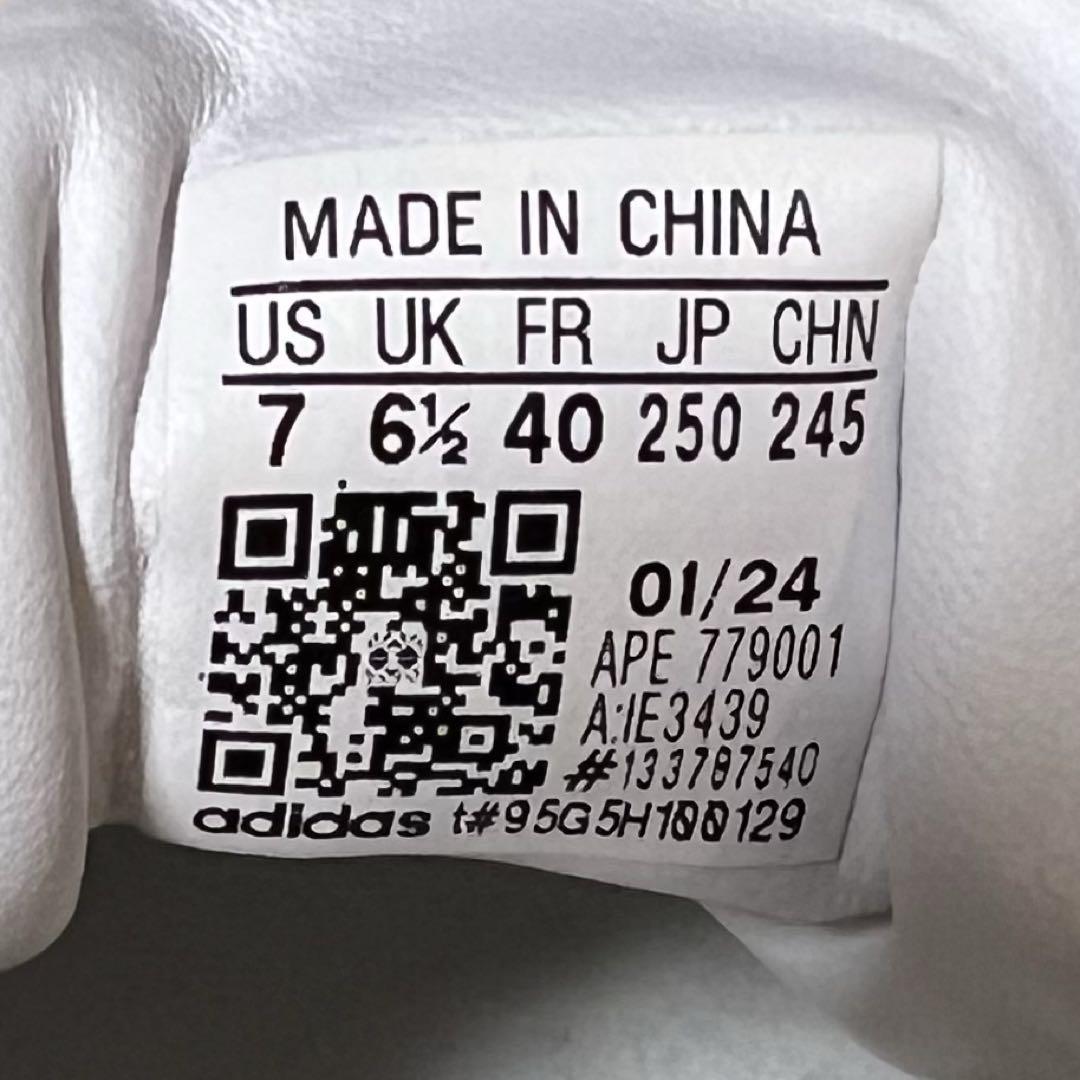 MADE IN CHINA
US UK FR JP CHN
7 6½ 40 250 245
01/24
APE 779001
A:IE3439
#133787540
adidas t#95G5H100129